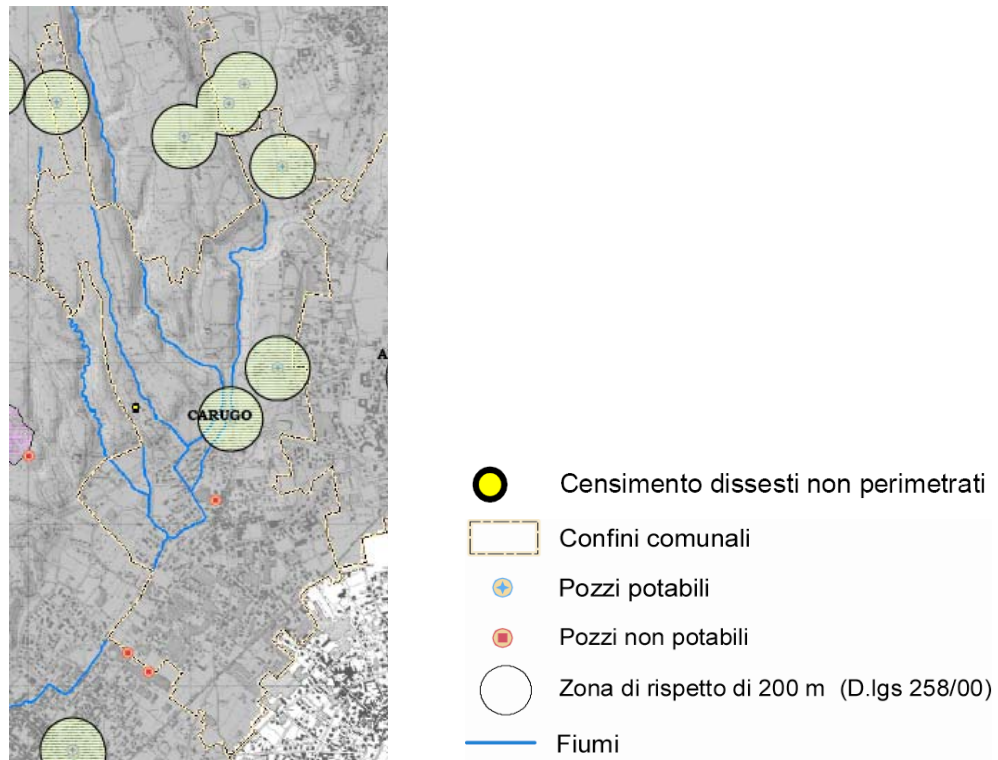 A
CARUGO
Censimento dissesti non perimetrati
Confini comunali
Pozzi potabili
Pozzi non potabili
Zona di rispetto di 200 m (D.lgs 258/00)
Fiumi